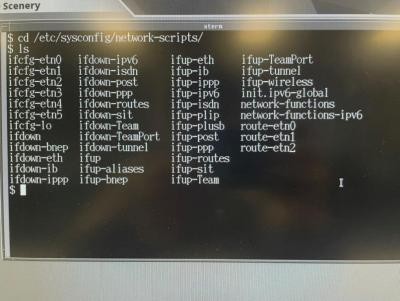 Scenery
xterm
$ cd /etc/sysconfig/network-scripts/
$ ls
ifcfg-etn0 ifdown-ipv6 ifup-eth ifup-TeamPort
ifcfg-etn1 ifdown-isdn ifup-ib ifup-tunnel
ifcfg-etn2 ifdown-post ifup-ippp ifup-wireless
ifcfg-etn3 ifdown-ppp ifup-ipv6 init.ipv6-global
ifcfg-etn4 ifdown-routes ifup-isdn network-functions
ifcfg-etn5 ifdown-sit ifup-plip network-functions-ipv6
ifcfg-lo ifdown-Team ifup-plusb route-etn0
ifdown ifdown-TeamPort ifup-post route-etn1
ifdown-bnep ifdown-tunnel ifup-ppp route-etn2
ifdown-eth ifup ifup-routes
ifdown-ib ifup-aliases ifup-sit
ifdown-ippp ifup-bnep ifup-Team
$